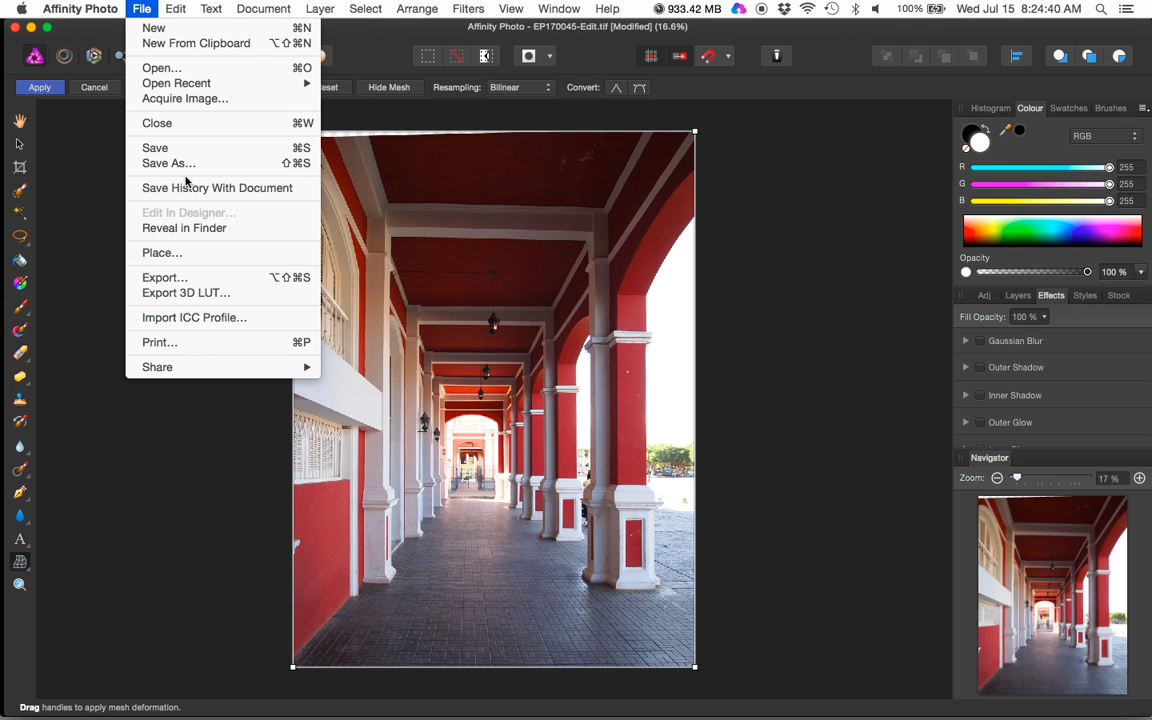 Affinity Photo File Edit Text Document Layer Select Arrange Filters View Window Help 933.42 MB 100% Wed Jul 15 8:24:40 AM
Affinity Photo - EP170045-Edit.tif [Modified] (16.6%)
New ⌘N
New From Clipboard ⌥⇧⌘N
Open... ⌘O
Open Recent
Acquire Image...
Close ⌘W
Save ⌘S
Save As... ⇧⌘S
Save History With Document
Edit In Designer...
Reveal in Finder
Place...
Export... ⌥⇧⌘S
Export 3D LUT...
Import ICC Profile...
Print... ⌘P
Share
Apply Cancel Hide Mesh Resampling: Bilinear Convert:
Histogram Colour Swatches Brushes
RGB
R 255
G 255
B 255
Opacity
100 %
Adj Layers Effects Styles Stock
Fill Opacity: 100 %
Gaussian Blur
Outer Shadow
Inner Shadow
Outer Glow
Navigator
Zoom: 17 %
Drag handles to apply mesh deformation.